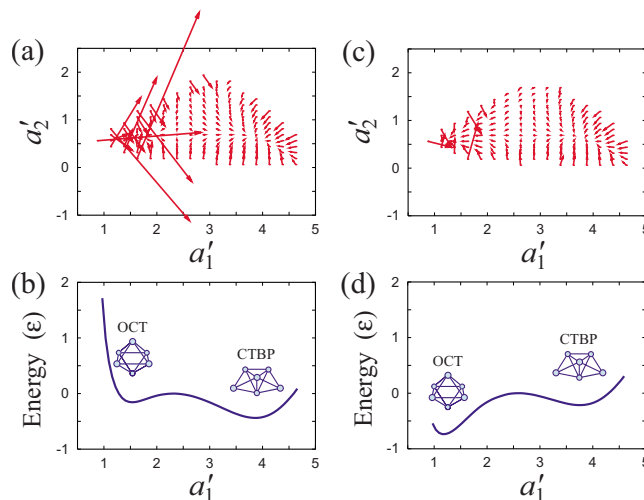 (a)
2
1
0
-1
a′₂
1 2 3 4 5
a′₁
(c)
2
1
0
-1
a′₂
1 2 3 4 5
a′₁
(b)
2
1
0
-1
Energy (ε)
OCT
CTBP
1 2 3 4 5
a′₁
(d)
2
1
0
-1
Energy (ε)
OCT
CTBP
1 2 3 4 5
a′₁